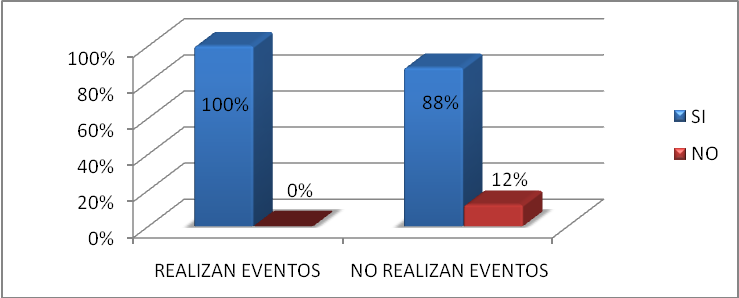 100%
80%
60%
40%
20%
0%
100%
0%
88%
12%
REALIZAN EVENTOS
NO REALIZAN EVENTOS
SI
NO